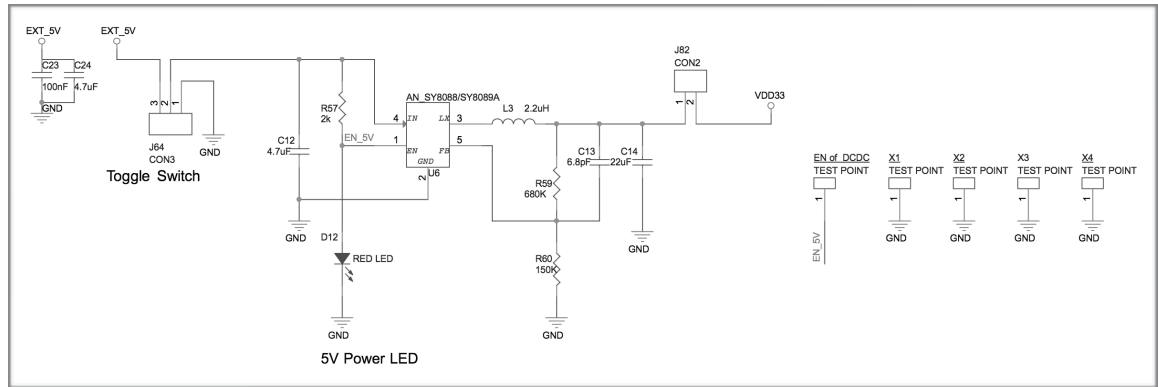 EXT_5V
EXT_5V
C23
100nF
C24
4.7uF
GND
3
2
1
J64
CON3
GND
Toggle Switch
C12
4.7uF
GND
R57
2k
EN_5V
AN_SY8088/SY8089A
4
IN
LX
3
1
EN
FB
5
GND
2
U6
D12
RED LED
GND
5V Power LED
L3
2.2uH
R59
680K
C13
6.8pF
C14
22uF
GND
R60
150K
GND
J82
CON2
1
2
VDD33
EN of DCDC
TEST POINT
1
EN_5V
X1
TEST POINT
1
GND
X2
TEST POINT
1
GND
X3
TEST POINT
1
GND
X4
TEST POINT
1
GND